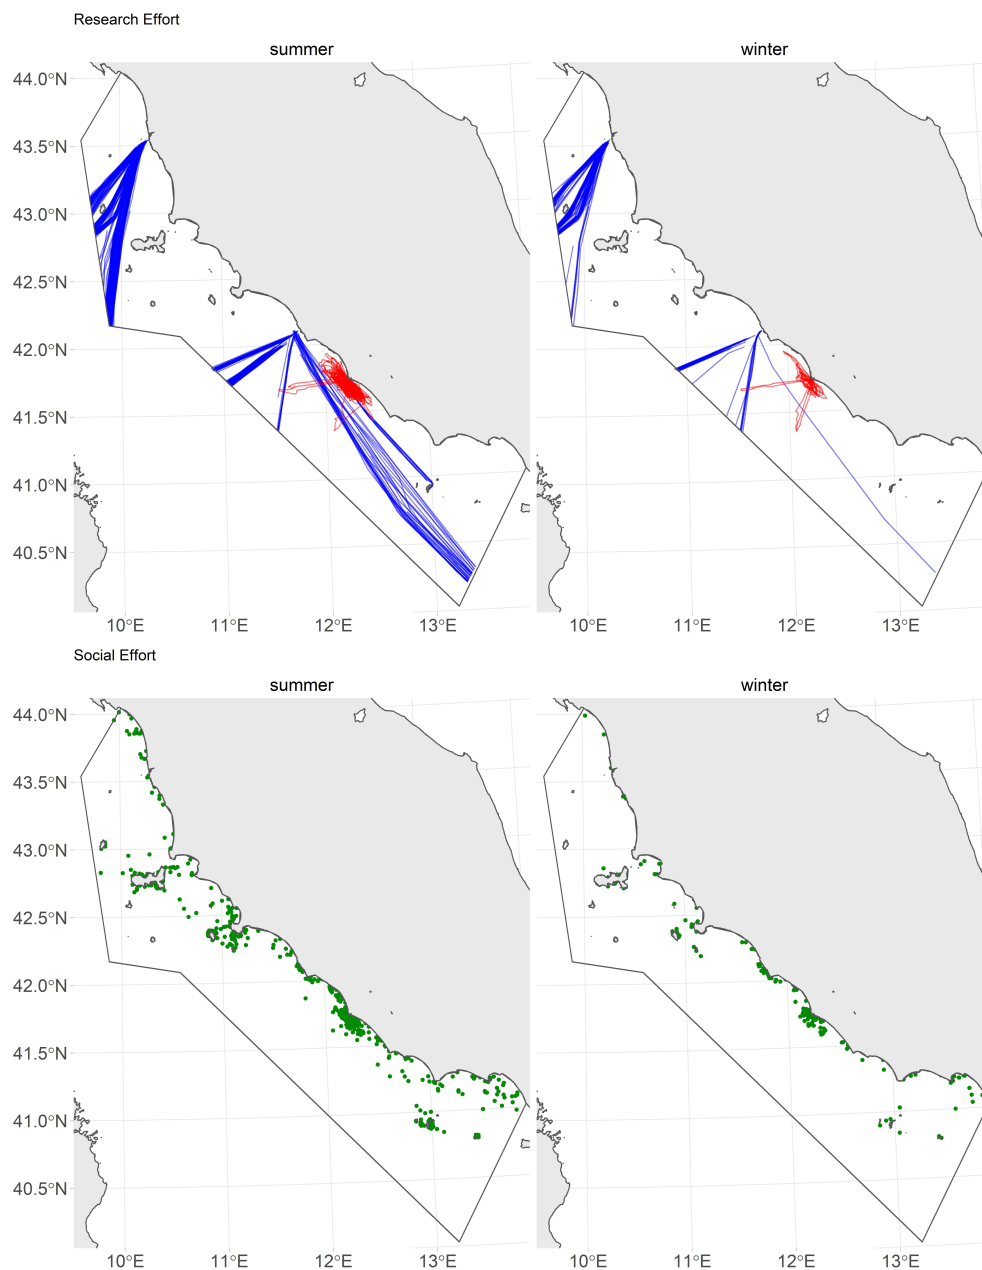 Research Effort
summer winter
44.0°N
43.5°N
43.0°N
42.5°N
42.0°N
41.5°N
41.0°N
40.5°N
10°E 11°E 12°E 13°E 10°E 11°E 12°E 13°E
Social Effort
summer winter
44.0°N
43.5°N
43.0°N
42.5°N
42.0°N
41.5°N
41.0°N
40.5°N
10°E 11°E 12°E 13°E 10°E 11°E 12°E 13°E